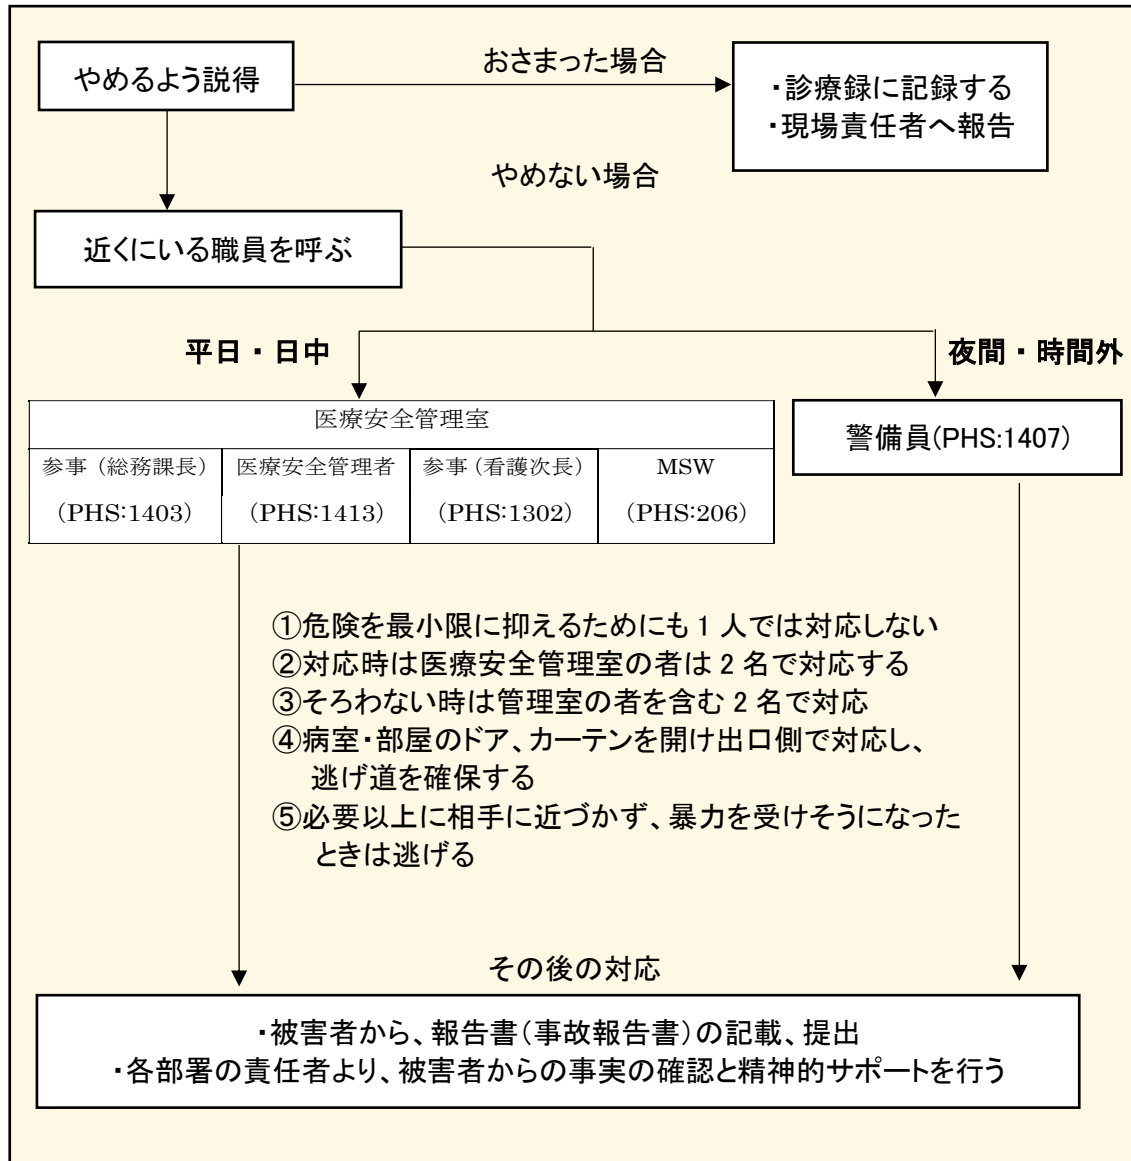 やめるよう説得
おさまった場合
・診療録に記録する
・現場責任者へ報告
やめない場合
近くにいる職員を呼ぶ
平日・日中
夜間・時間外
医療安全管理室
参事（総務課長） 医療安全管理者 参事（看護次長） MSW
（PHS:1403） （PHS:1413） （PHS:1302） （PHS:206）
警備員(PHS:1407)
①危険を最小限に抑えるためにも 1 人では対応しない
②対応時は医療安全管理室の者は 2 名で対応する
③そろわない時は管理室の者を含む 2 名で対応
④病室・部屋のドア、カーテンを開け出口側で対応し、
逃げ道を確保する
⑤必要以上に相手に近づかず、暴力を受けそうになった
ときは逃げる
その後の対応
・被害者から、報告書（事故報告書）の記載、提出
・各部署の責任者より、被害者からの事実の確認と精神的サポートを行う